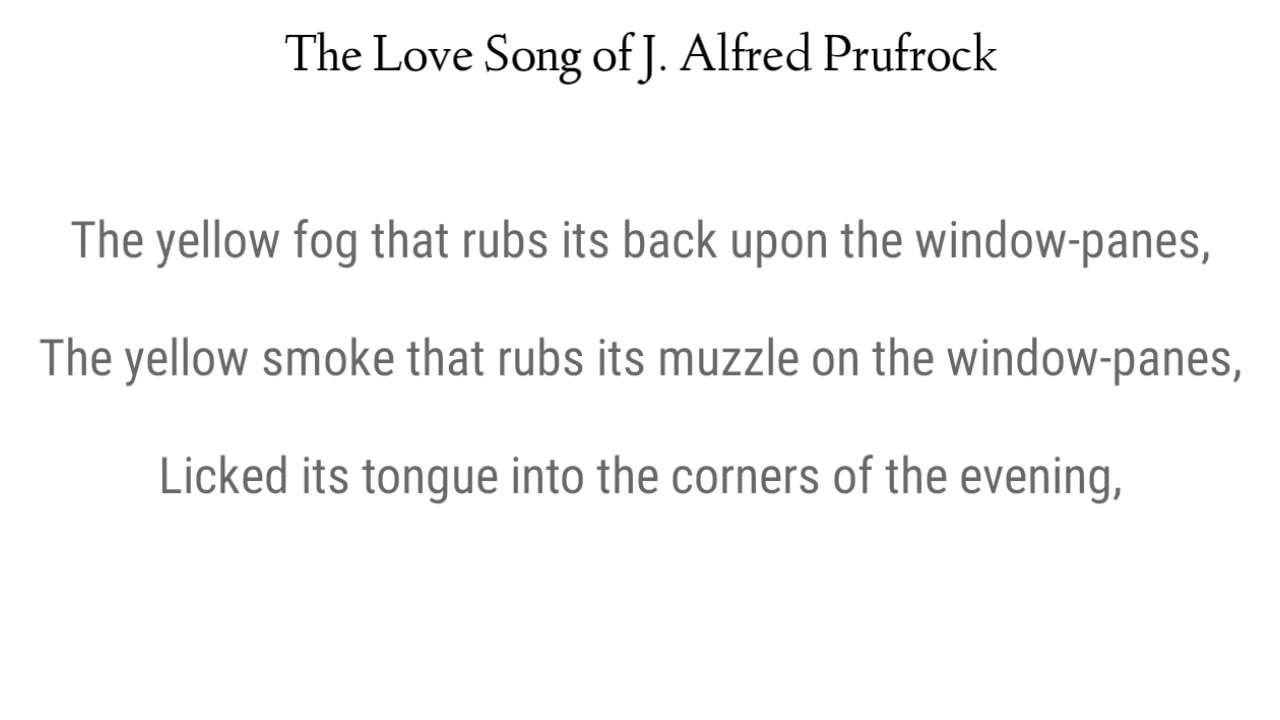 The Love Song of J. Alfred Prufrock
The yellow fog that rubs its back upon the window-panes,
The yellow smoke that rubs its muzzle on the window-panes,
Licked its tongue into the corners of the evening,